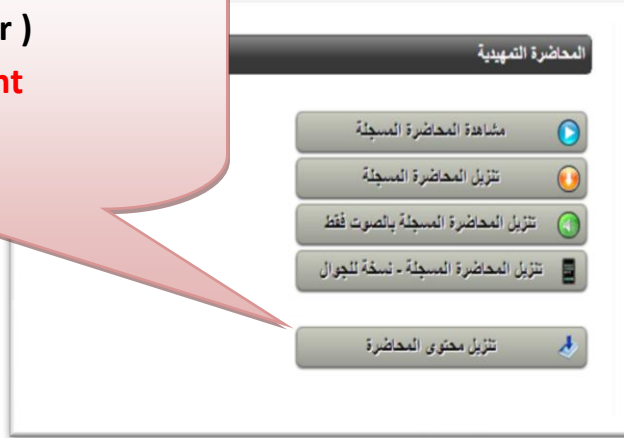 r )
nt
المحاضرة التمهيدية
مشاهدة المحاضرة المسجلة
تنزيل المحاضرة المسجلة
تنزيل المحاضرة المسجلة بالصوت فقط
تنزيل المحاضرة المسجلة - نسخة للجوال
تنزيل محتوى المحاضرة